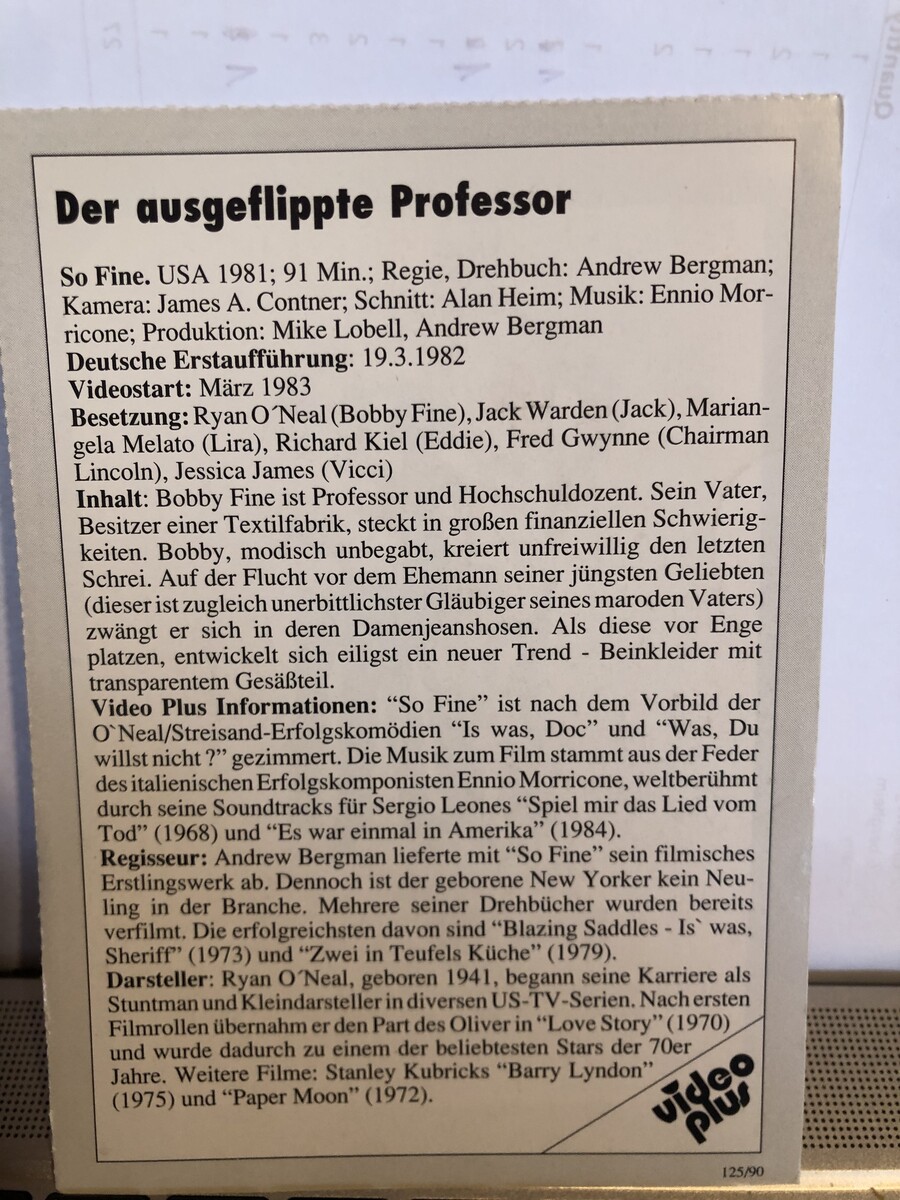 Der ausgeflippte Professor
So Fine. USA 1981; 91 Min.; Regie, Drehbuch: Andrew Bergman;
Kamera: James A. Contner; Schnitt: Alan Heim; Musik: Ennio Mor-
ricone; Produktion: Mike Lobell, Andrew Bergman
Deutsche Erstaufführung: 19.3.1982
Videostart: März 1983
Besetzung: Ryan O´Neal (Bobby Fine), Jack Warden (Jack), Marian-
gela Melato (Lira), Richard Kiel (Eddie), Fred Gwynne (Chairman
Lincoln), Jessica James (Vicci)
Inhalt: Bobby Fine ist Professor und Hochschuldozent. Sein Vater,
Besitzer einer Textilfabrik, steckt in großen finanziellen Schwierig-
keiten. Bobby, modisch unbegabt, kreiert unfreiwillig den letzten
Schrei. Auf der Flucht vor dem Ehemann seiner jüngsten Geliebten
(dieser ist zugleich unerbittlichster Gläubiger seines maroden Vaters)
zwängt er sich in deren Damenjeanshosen. Als diese vor Enge
platzen, entwickelt sich eiligst ein neuer Trend - Beinkleider mit
transparentem Gesäßteil.
Video Plus Informationen: “So Fine” ist nach dem Vorbild der
O`Neal/Streisand-Erfolgskomödien “Is was, Doc” und “Was, Du
willst nicht ?” gezimmert. Die Musik zum Film stammt aus der Feder
des italienischen Erfolgskomponisten Ennio Morricone, weltberühmt
durch seine Soundtracks für Sergio Leones “Spiel mir das Lied vom
Tod” (1968) und “Es war einmal in Amerika” (1984).
Regisseur: Andrew Bergman lieferte mit “So Fine” sein filmisches
Erstlingswerk ab. Dennoch ist der geborene New Yorker kein Neu-
ling in der Branche. Mehrere seiner Drehbücher wurden bereits
verfilmt. Die erfolgreichsten davon sind “Blazing Saddles - Is` was,
Sheriff” (1973) und “Zwei in Teufels Küche” (1979).
Darsteller: Ryan O´Neal, geboren 1941, begann seine Karriere als
Stuntman und Kleindarsteller in diversen US-TV-Serien. Nach ersten
Filmrollen übernahm er den Part des Oliver in “Love Story” (1970)
und wurde dadurch zu einem der beliebtesten Stars der 70er
Jahre. Weitere Filme: Stanley Kubricks “Barry Lyndon”
(1975) und “Paper Moon” (1972).
video
plus
125/90
Quantity